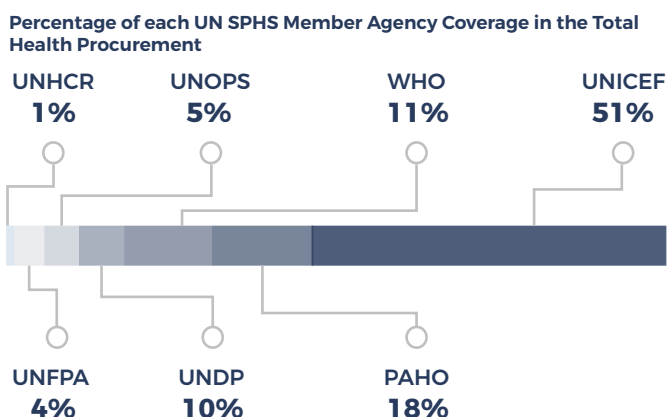 Percentage of each UN SPHS Member Agency Coverage in the Total
Health Procurement
UNHCR
1%
UNOPS
5%
WHO
11%
UNICEF
51%
UNFPA
4%
UNDP
10%
PAHO
18%